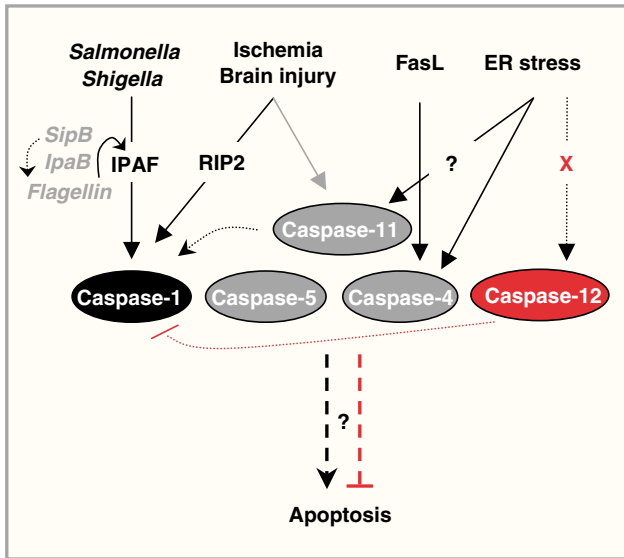 Salmonella
Shigella
Ischemia
Brain injury
FasL
ER stress
SipB
IpaB
Flagellin
IPAF
RIP2
?
X
Caspase-11
Caspase-1
Caspase-5
Caspase-4
Caspase-12
?
Apoptosis